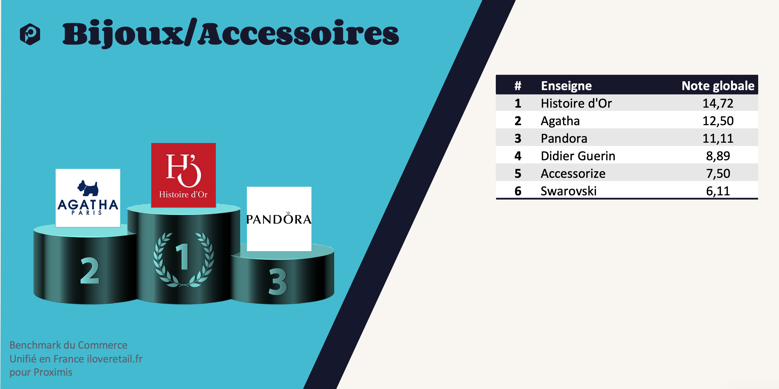 Bijoux/Accessoires
AGATHA
PARIS
H'O
Histoire d'Or
PANDÖRA
2
1
3
# Enseigne Note globale
1 Histoire d'Or 14,72
2 Agatha 12,50
3 Pandora 11,11
4 Didier Guerin 8,89
5 Accessorize 7,50
6 Swarovski 6,11
Benchmark du Commerce
Unifié en France iloveretail.fr
pour Proximis